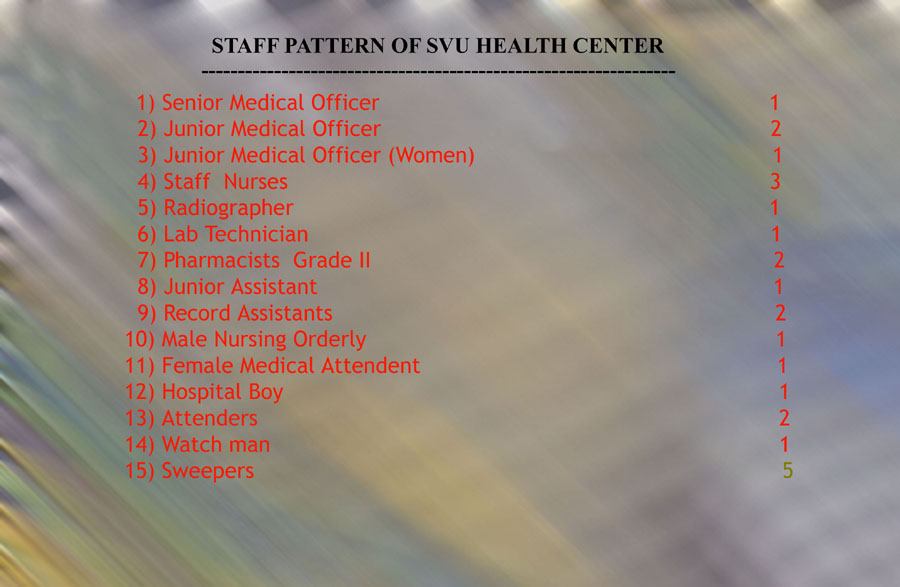 STAFF PATTERN OF SVU HEALTH CENTER
-----------------------------------------------------------------
1) Senior Medical Officer 1
2) Junior Medical Officer 2
3) Junior Medical Officer (Women) 1
4) Staff Nurses 3
5) Radiographer 1
6) Lab Technician 1
7) Pharmacists Grade II 2
8) Junior Assistant 1
9) Record Assistants 2
10) Male Nursing Orderly 1
11) Female Medical Attendent 1
12) Hospital Boy 1
13) Attenders 2
14) Watch man 1
15) Sweepers 5